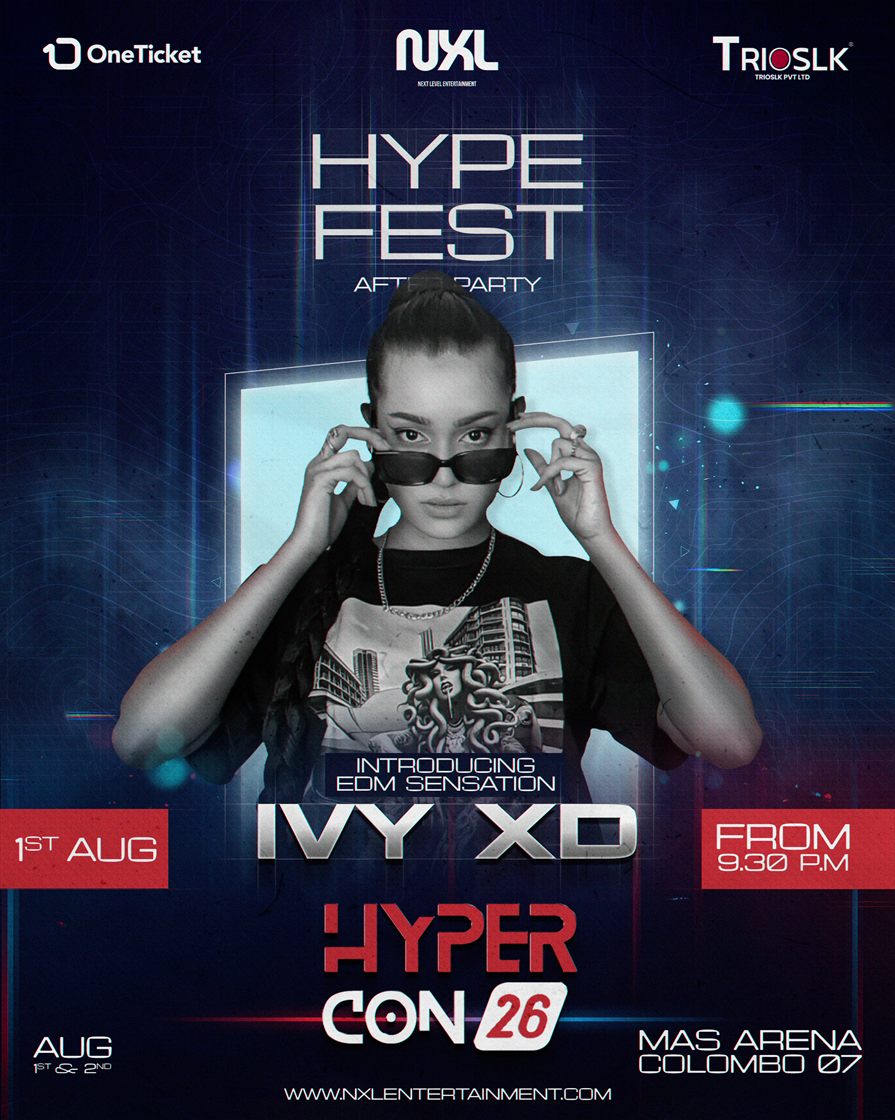 OneTicket
NXL
NEXT LEVEL ENTERTAINMENT
TRIOSLK®
TRIOSLK PVT LTD
HYPE
FEST
AFTER PARTY
INTRODUCING
EDM SENSATION
IVY XD
1ST AUG
FROM
9.30 P.M
HYPER
CON 26
AUG
1ST & 2ND
MAS ARENA
COLOMBO 07
WWW.NXLENTERTAINMENT.COM